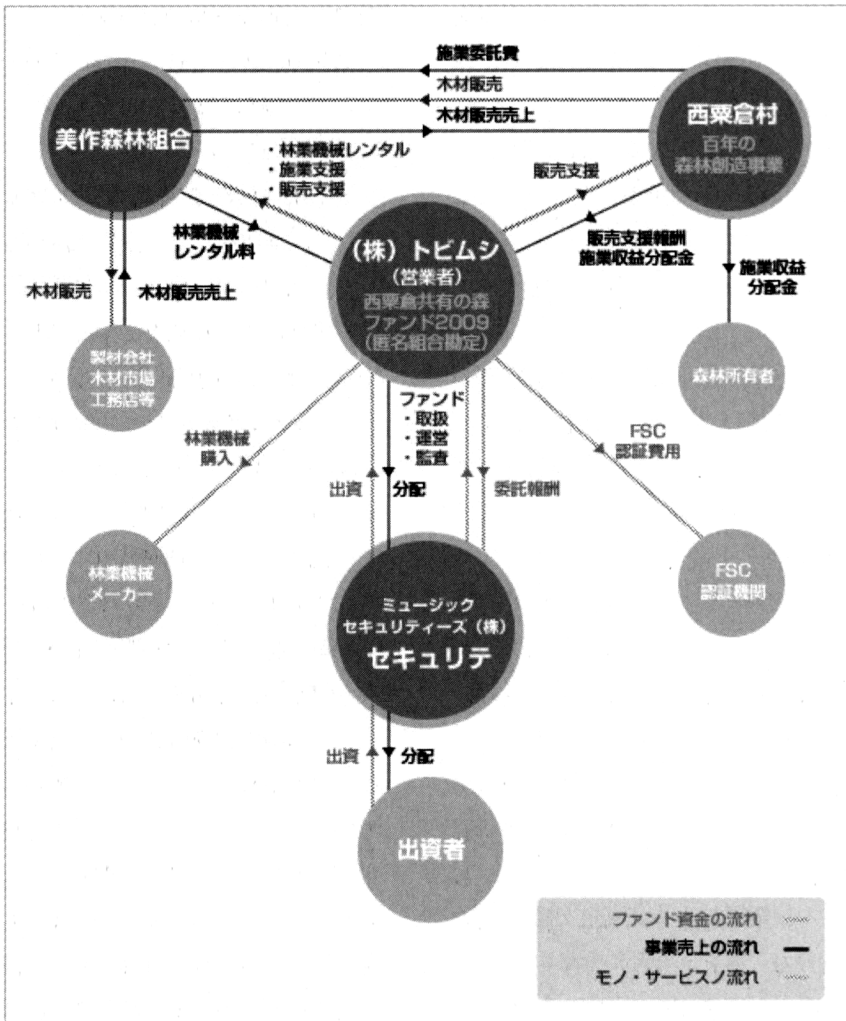 施業委託費
木材販売
木材販売売上
美作森林組合
西粟倉村
百年の
森林創造事業
・林業機械レンタル
・施業支援
・販売支援
販売支援
林業機械
レンタル料
(株)トビムシ
(営業者)
西粟倉共有の森
ファンド2009
(匿名組合勘定)
販売支援報酬
施業収益分配金
施業収益
分配金
木材販売
木材販売売上
製材会社
木材市場
工務店等
森林所有者
林業機械
購入
ファンド
・取扱
・運営
・監査
FSC
認証費用
出資
分配
委託報酬
林業機械
メーカー
FSC
認証機関
ミュージック
セキュリティーズ(株)
セキュリテ
出資
分配
出資者
ファンド資金の流れ
事業売上の流れ
モノ・サービスノ流れ